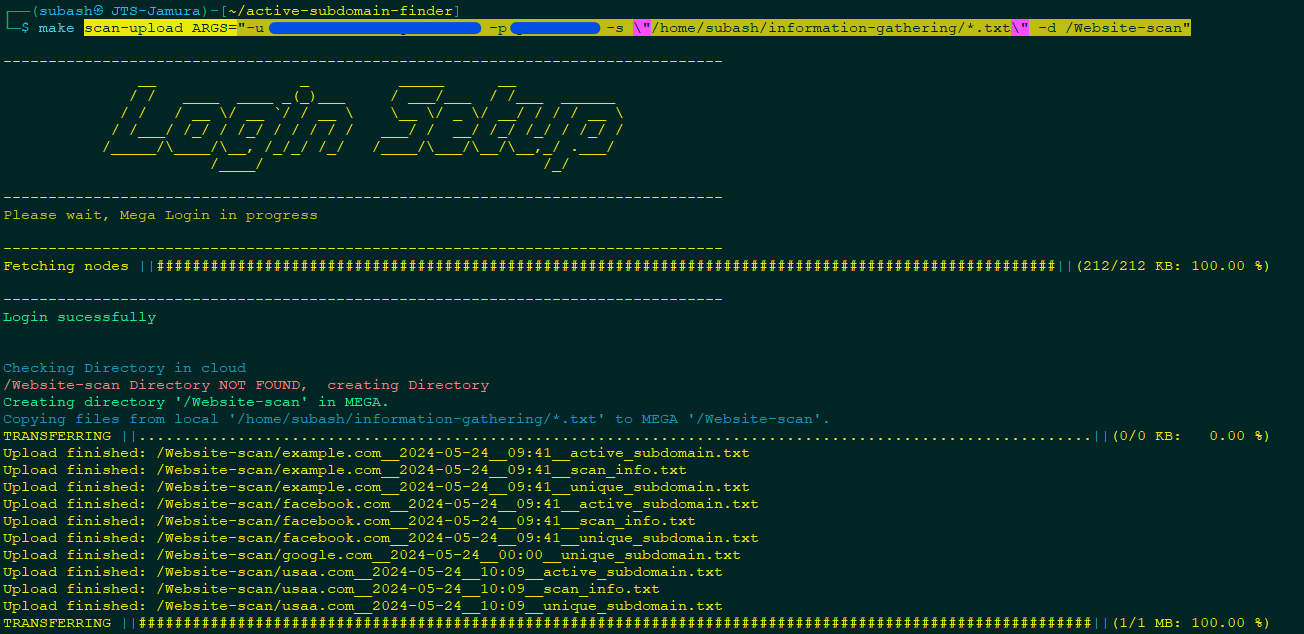 ┌──(subash㉿ JTS-Jamura)-[~/active-subdomain-finder]
└─$ make scan-upload ARGS="-u -p -s \"/home/subash/information-gathering/*.txt\" -d /Website-scan"
--------------------------------------------------------------------------------
Login Setup
--------------------------------------------------------------------------------
Please wait, Mega Login in progress
--------------------------------------------------------------------------------
Fetching nodes ||####################################################################################################||(212/212 KB: 100.00 %)
--------------------------------------------------------------------------------
Login sucessfully
Checking Directory in cloud
/Website-scan Directory NOT FOUND,  creating Directory
Creating directory '/Website-scan' in MEGA.
Copying files from local '/home/subash/information-gathering/*.txt' to MEGA '/Website-scan'.
TRANSFERRING ||..........................................................................................................||(0/0 KB:   0.00 %)
Upload finished: /Website-scan/example.com__2024-05-24__09:41__active_subdomain.txt
Upload finished: /Website-scan/example.com__2024-05-24__09:41__scan_info.txt
Upload finished: /Website-scan/example.com__2024-05-24__09:41__unique_subdomain.txt
Upload finished: /Website-scan/facebook.com__2024-05-24__09:41__active_subdomain.txt
Upload finished: /Website-scan/facebook.com__2024-05-24__09:41__scan_info.txt
Upload finished: /Website-scan/facebook.com__2024-05-24__09:41__unique_subdomain.txt
Upload finished: /Website-scan/google.com__2024-05-24__00:00__unique_subdomain.txt
Upload finished: /Website-scan/usaa.com__2024-05-24__10:09__active_subdomain.txt
Upload finished: /Website-scan/usaa.com__2024-05-24__10:09__scan_info.txt
Upload finished: /Website-scan/usaa.com__2024-05-24__10:09__unique_subdomain.txt
TRANSFERRING ||##########################################################################################################||(1/1 MB: 100.00 %)